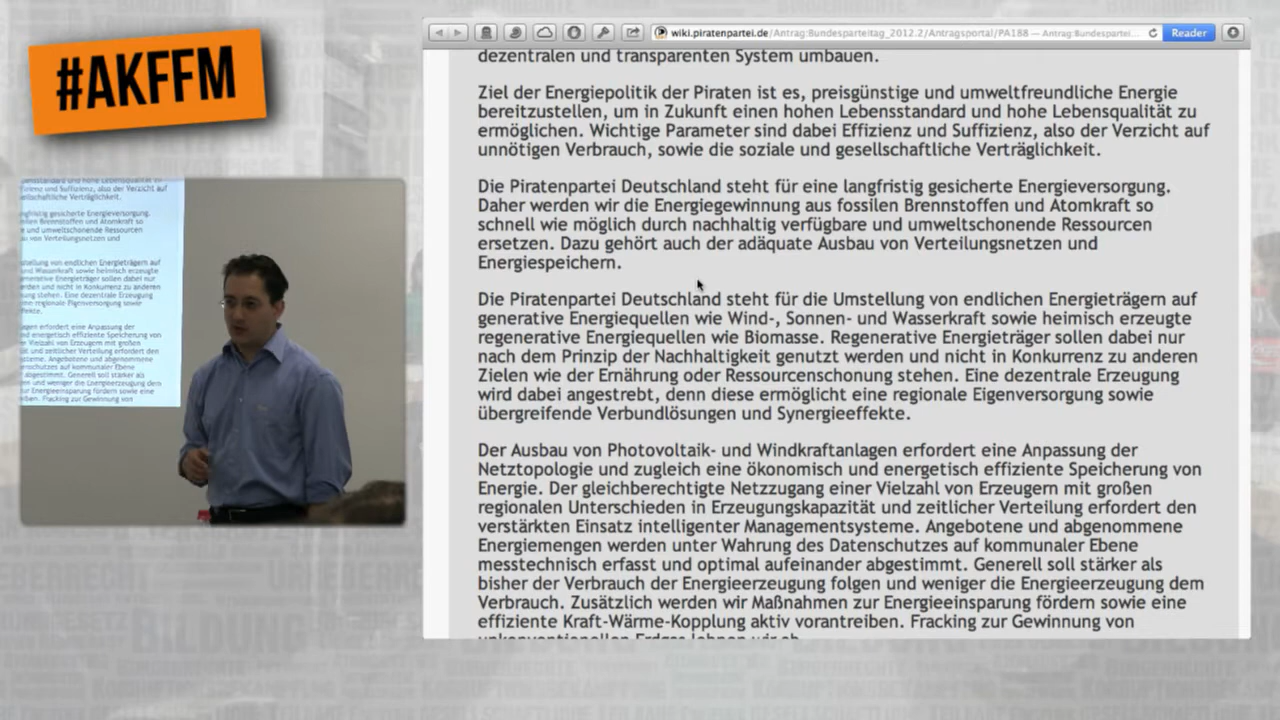 #AKFFM
wiki.piratenpartei.de/Antrag:Bundesparteitag_2012.2/Antragsportal/PA188 — Antrag:Bundespartei...
Reader
dezentralen und transparenten System umbauen.
Ziel der Energiepolitik der Piraten ist es, preisgünstige und umweltfreundliche Energie
bereitzustellen, um in Zukunft einen hohen Lebensstandard und hohe Lebensqualität zu
ermöglichen. Wichtige Parameter sind dabei Effizienz und Suffizienz, also der Verzicht auf
unnötigen Verbrauch, sowie die soziale und gesellschaftliche Verträglichkeit.
Die Piratenpartei Deutschland steht für eine langfristig gesicherte Energieversorgung.
Daher werden wir die Energiegewinnung aus fossilen Brennstoffen und Atomkraft so
schnell wie möglich durch nachhaltig verfügbare und umweltschonende Ressourcen
ersetzen. Dazu gehört auch der adäquate Ausbau von Verteilungsnetzen und
Energiespeichern.
Die Piratenpartei Deutschland steht für die Umstellung von endlichen Energieträgern auf
generative Energiequellen wie Wind-, Sonnen- und Wasserkraft sowie heimisch erzeugte
regenerative Energiequellen wie Biomasse. Regenerative Energieträger sollen dabei nur
nach dem Prinzip der Nachhaltigkeit genutzt werden und nicht in Konkurrenz zu anderen
Zielen wie der Ernährung oder Ressourcenschonung stehen. Eine dezentrale Erzeugung
wird dabei angestrebt, denn diese ermöglicht eine regionale Eigenversorgung sowie
übergreifende Verbundlösungen und Synergieeffekte.
Der Ausbau von Photovoltaik- und Windkraftanlagen erfordert eine Anpassung der
Netztopologie und zugleich eine ökonomisch und energetisch effiziente Speicherung von
Energie. Der gleichberechtigte Netzzugang einer Vielzahl von Erzeugern mit großen
regionalen Unterschieden in Erzeugungskapazität und zeitlicher Verteilung erfordert den
verstärkten Einsatz intelligenter Managementsysteme. Angebotene und abgenommene
Energiemengen werden unter Wahrung des Datenschutzes auf kommunaler Ebene
messtechnisch erfasst und optimal aufeinander abgestimmt. Generell soll stärker als
bisher der Verbrauch der Energieerzeugung folgen und weniger die Energieerzeugung dem
Verbrauch. Zusätzlich werden wir Maßnahmen zur Energieeinsparung fördern sowie eine
effiziente Kraft-Wärme-Kopplung aktiv vorantreiben. Fracking zur Gewinnung von
unkonventionellen Erdgas lehnen wir ab.